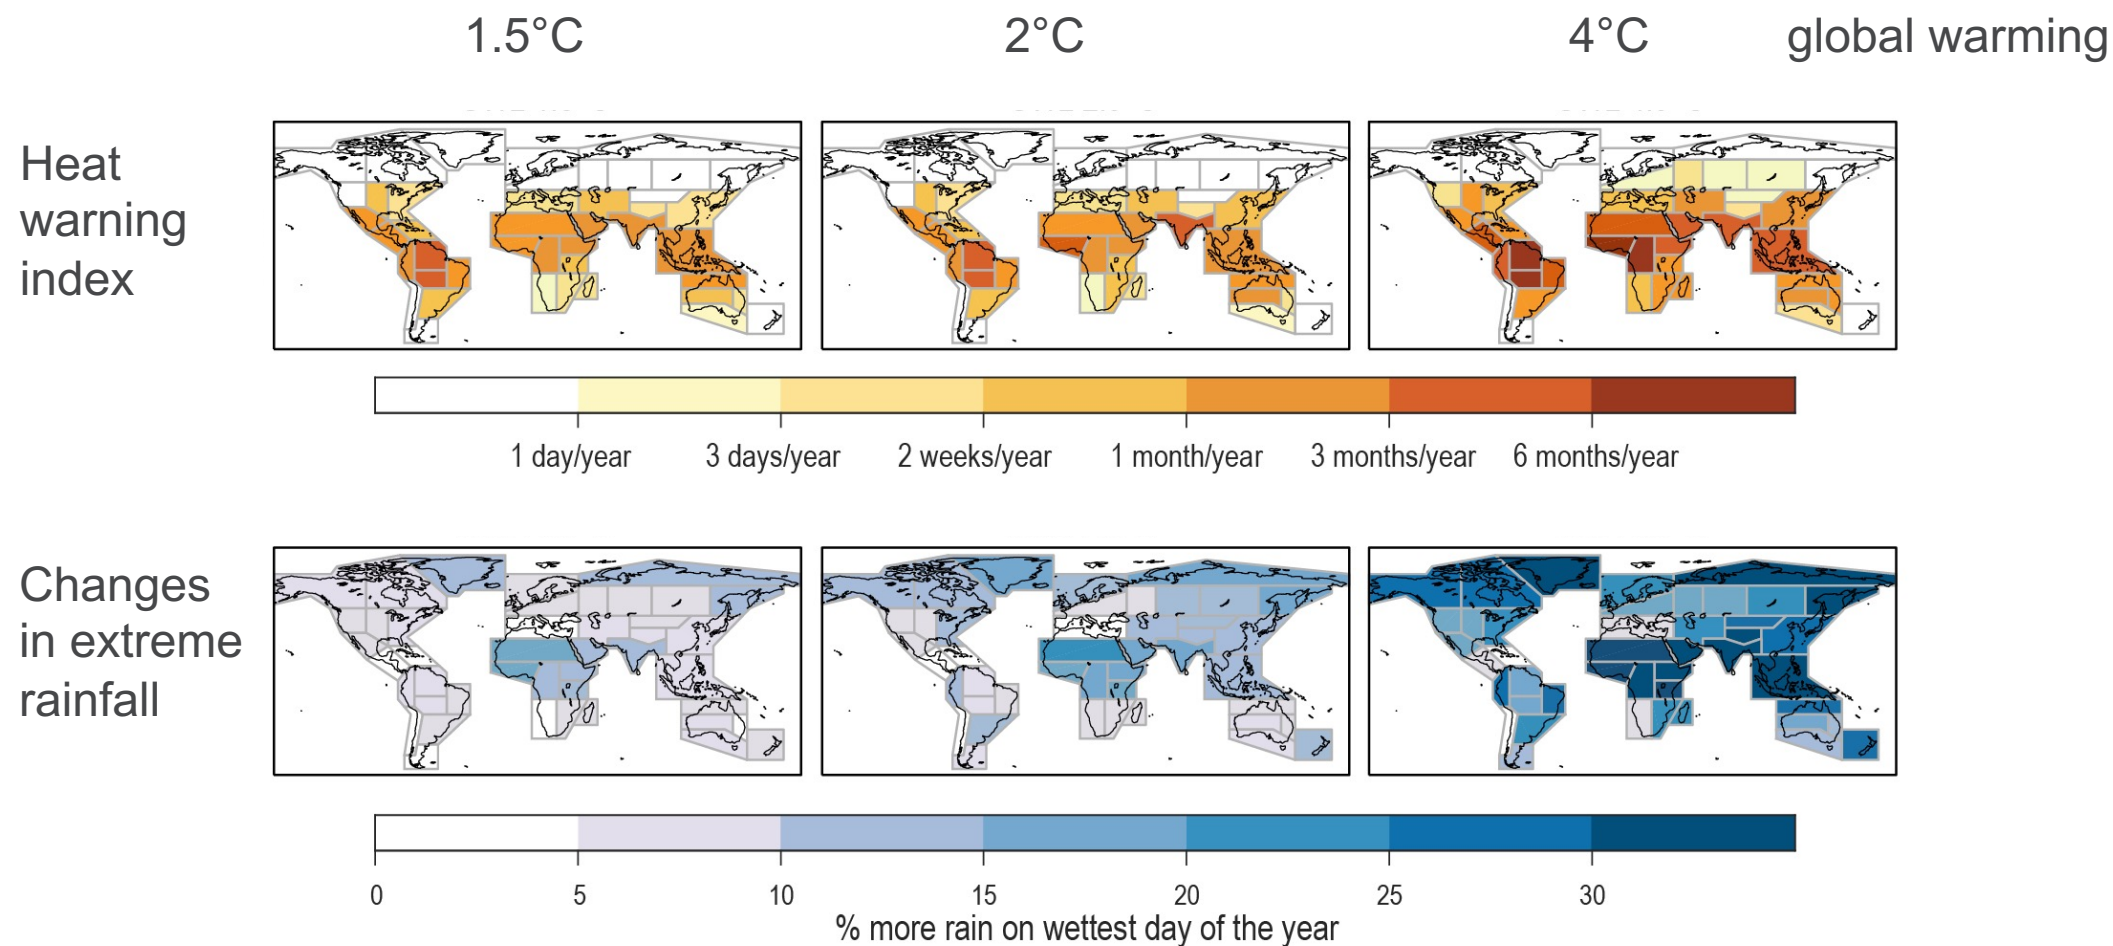 1.5°C 2°C 4°C global warming
Heat
warning
index
1 day/year 3 days/year 2 weeks/year 1 month/year 3 months/year 6 months/year
Changes
in extreme
rainfall
0 5 10 15 20 25 30
% more rain on wettest day of the year